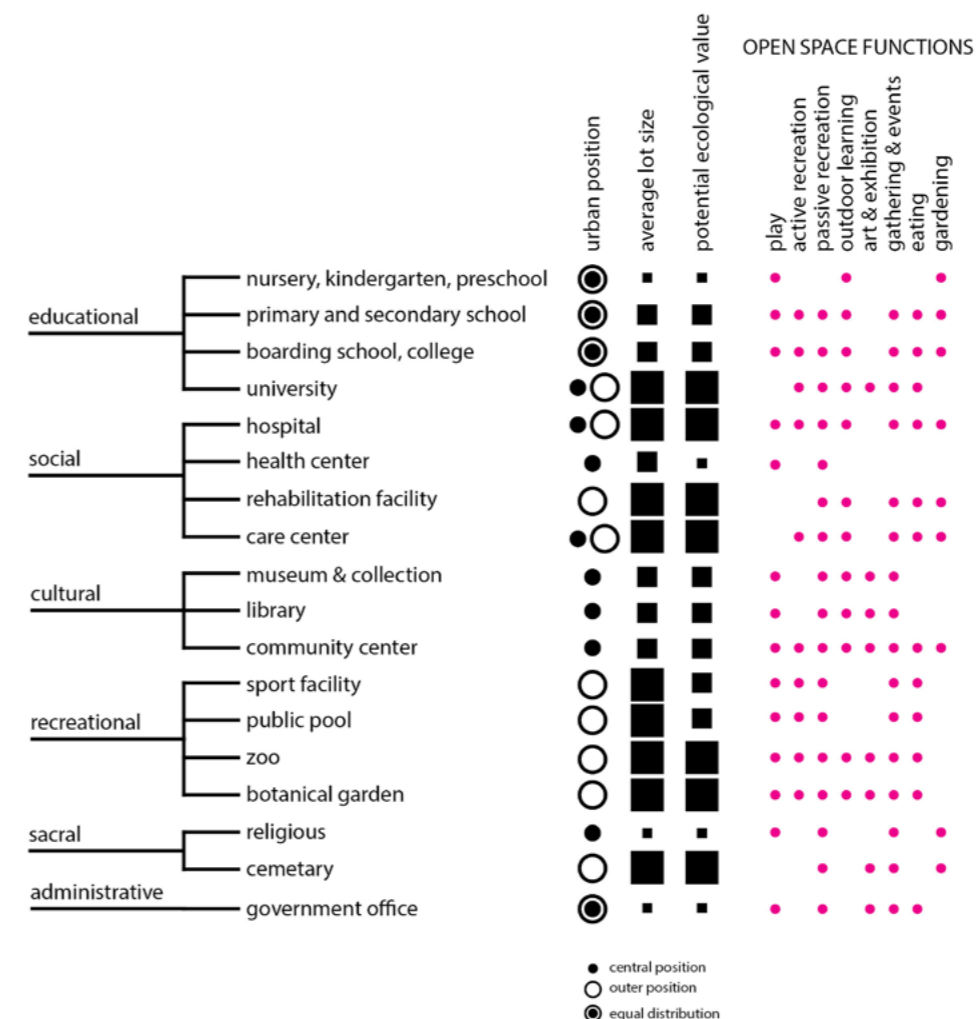 OPEN SPACE FUNCTIONS
urban position
average lot size
potential ecological value
play
active recreation
passive recreation
outdoor learning
art & exhibition
gathering & events
eating
gardening
educational
nursery, kindergarten, preschool
primary and secondary school
boarding school, college
university
social
hospital
health center
rehabilitation facility
care center
cultural
museum & collection
library
community center
recreational
sport facility
public pool
zoo
botanical garden
sacral
religious
cemetary
administrative
government office
central position
outer position
equal distribution